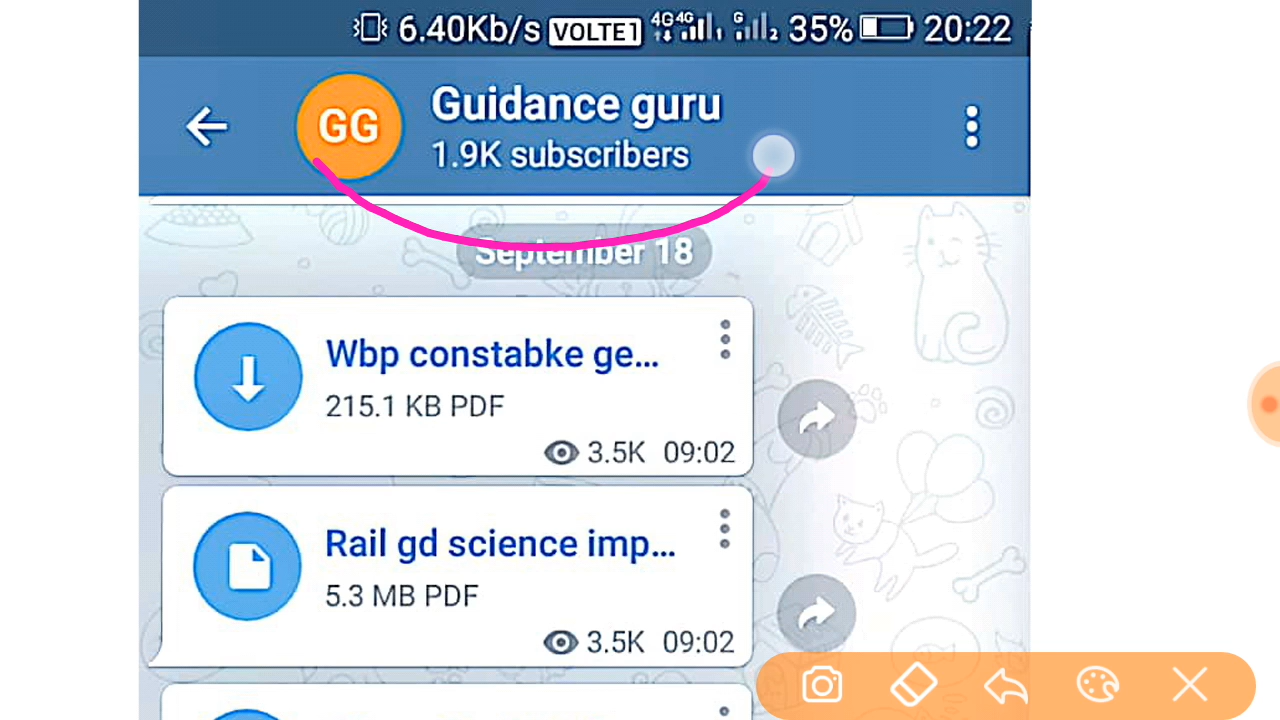 6.40Kb/s VOLTE1 4G 4G 1 G 2 35% 20:22
GG
Guidance guru
1.9K subscribers
September 18
Wbp constabke ge...
215.1 KB PDF
3.5K 09:02
Rail gd science imp...
5.3 MB PDF
3.5K 09:02